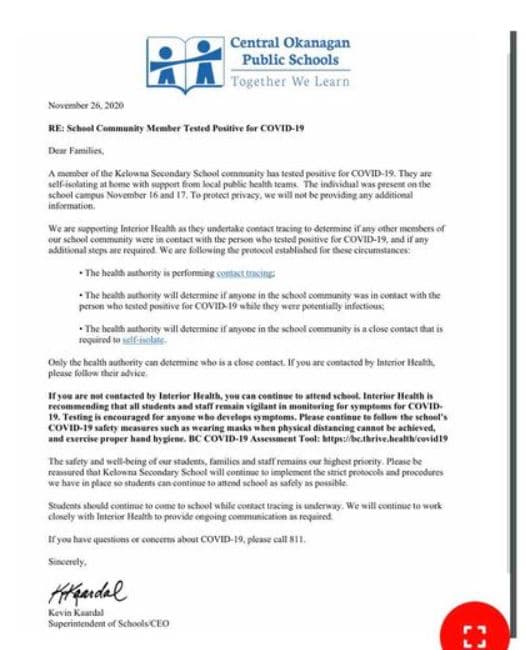 Central Okanagan
Public Schools
Together We Learn
November 26, 2020
RE: School Community Member Tested Positive for COVID-19
Dear Families,
A member of the Kelowna Secondary School community has tested positive for COVID-19. They are
self-isolating at home with support from local public health teams. The individual was present on the
school campus November 16 and 17. To protect privacy, we will not be providing any additional
information.
We are supporting Interior Health as they undertake contact tracing to determine if any other members of
our school community were in contact with the person who tested positive for COVID-19, and if any
additional steps are required. We are following the protocol established for these circumstances:
• The health authority is performing contact tracing;
• The health authority will determine if anyone in the school community was in contact with the
person who tested positive for COVID-19 while they were potentially infectious;
• The health authority will determine if anyone in the school community is a close contact that is
required to self-isolate.
Only the health authority can determine who is a close contact. If you are contacted by Interior Health,
please follow their advice.
If you are not contacted by Interior Health, you can continue to attend school. Interior Health is
recommending that all students and staff remain vigilant in monitoring for symptoms for COVID-
19. Testing is encouraged for anyone who develops symptoms. Please continue to follow the school's
COVID-19 safety measures such as wearing masks when physical distancing cannot be achieved,
and exercise proper hand hygiene. BC COVID-19 Assessment Tool: https://bc.thrive.health/covid19
The safety and well-being of our students, families and staff remains our highest priority. Please be
reassured that Kelowna Secondary School will continue to implement the strict protocols and procedures
we have in place so students can continue to attend school as safely as possible.
Students should continue to come to school while contact tracing is underway. We will continue to work
closely with Interior Health to provide ongoing communication as required.
If you have questions or concerns about COVID-19, please call 811.
Sincerely,
KKaardal
Kevin Kaardal
Superintendent of Schools/CEO